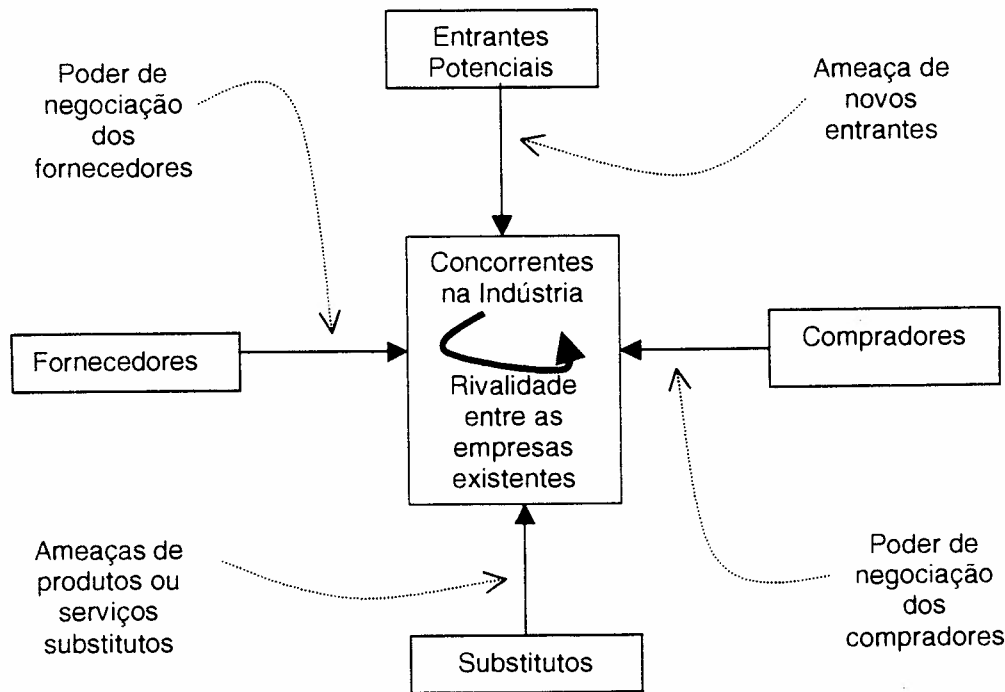 Entrantes
Potenciais
Poder de
negociação
dos
fornecedores
Ameaça de
novos
entrantes
Concorrentes
na Indústria
Rivalidade
entre as
empresas
existentes
Fornecedores
Compradores
Ameaças de
produtos ou
serviços
substitutos
Poder de
negociação
dos
compradores
Substitutos